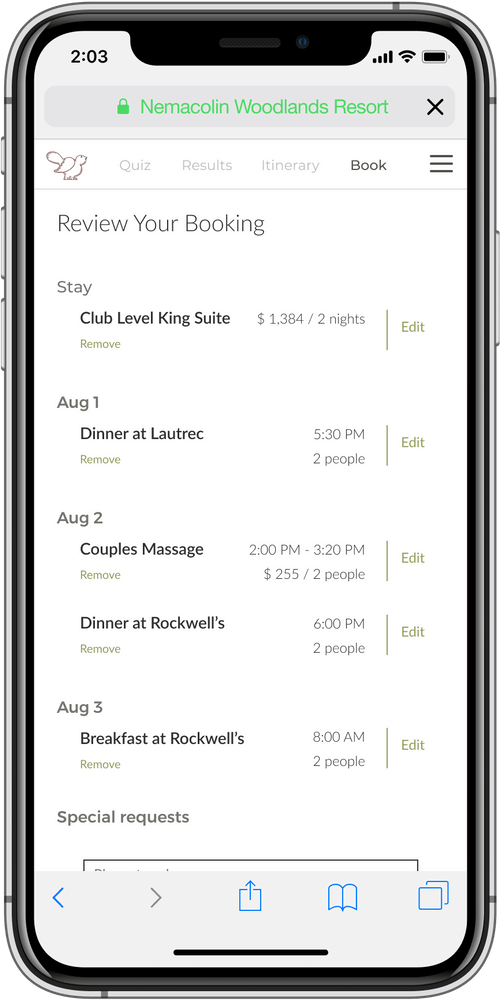 2:03
Nemacolin Woodlands Resort
Quiz Results Itinerary Book
Review Your Booking
Stay
Club Level King Suite $ 1,384 / 2 nights Edit
Remove
Aug 1
Dinner at Lautrec 5:30 PM Edit
Remove 2 people
Aug 2
Couples Massage 2:00 PM - 3:20 PM Edit
Remove $ 255 / 2 people
Dinner at Rockwell's 6:00 PM Edit
Remove 2 people
Aug 3
Breakfast at Rockwell's 8:00 AM Edit
Remove 2 people
Special requests